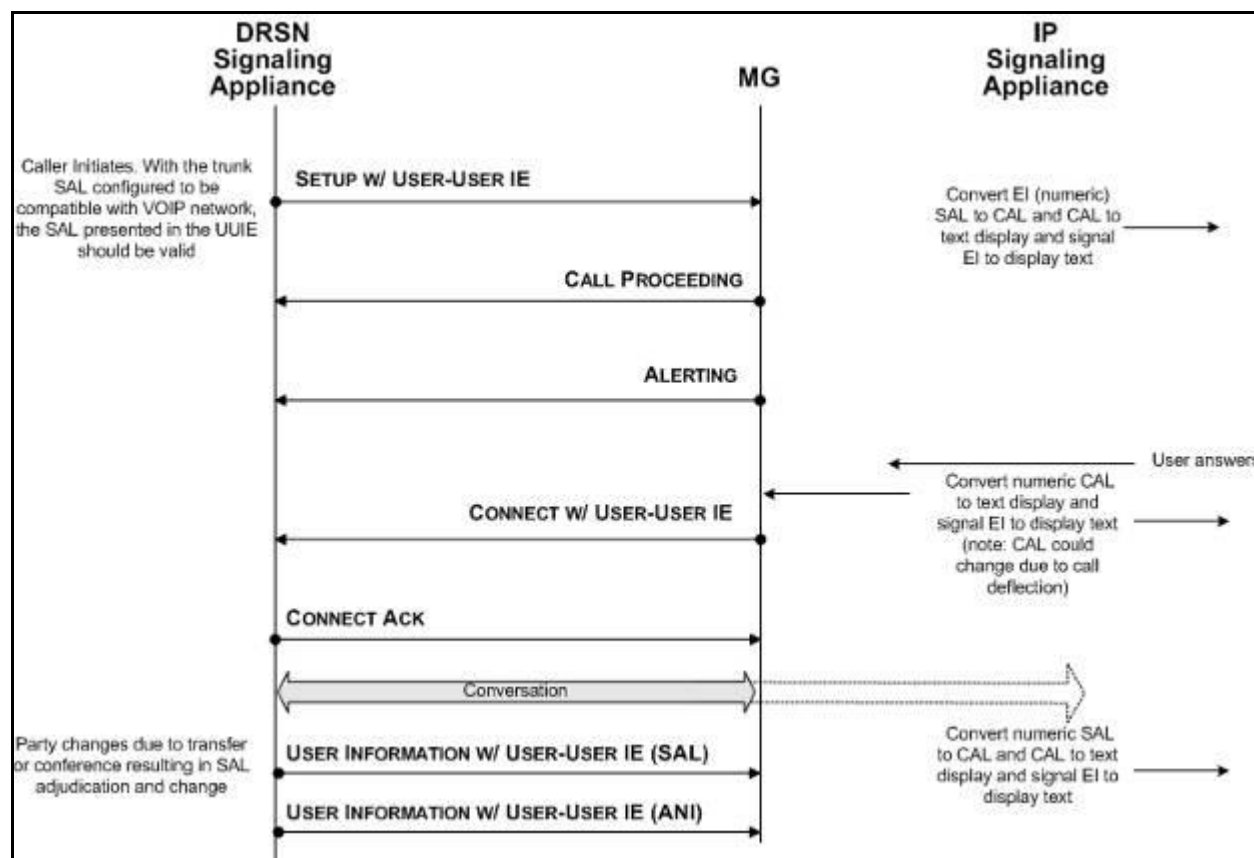 DRSN
Signaling
Appliance
MG
IP
Signaling
Appliance
Caller Initiates. With the trunk
SAL configured to be
compatible with VOIP network,
the SAL presented in the UUIE
should be valid
SETUP W/ USER-USER IE
Convert EI (numeric)
SAL to CAL and CAL to
text display and signal
EI to display text
CALL PROCEEDING
ALERTING
User answers
CONNECT W/ USER-USER IE
Convert numeric CAL
to text display and
signal EI to display text
(note: CAL could
change due to call
deflection)
CONNECT ACK
Conversation
Party changes due to transfer
or conference resulting in SAL
adjudication and change
USER INFORMATION W/ USER-USER IE (SAL)
USER INFORMATION W/ USER-USER IE (ANI)
Convert numeric SAL
to CAL and CAL to text
display and signal EI to
display text